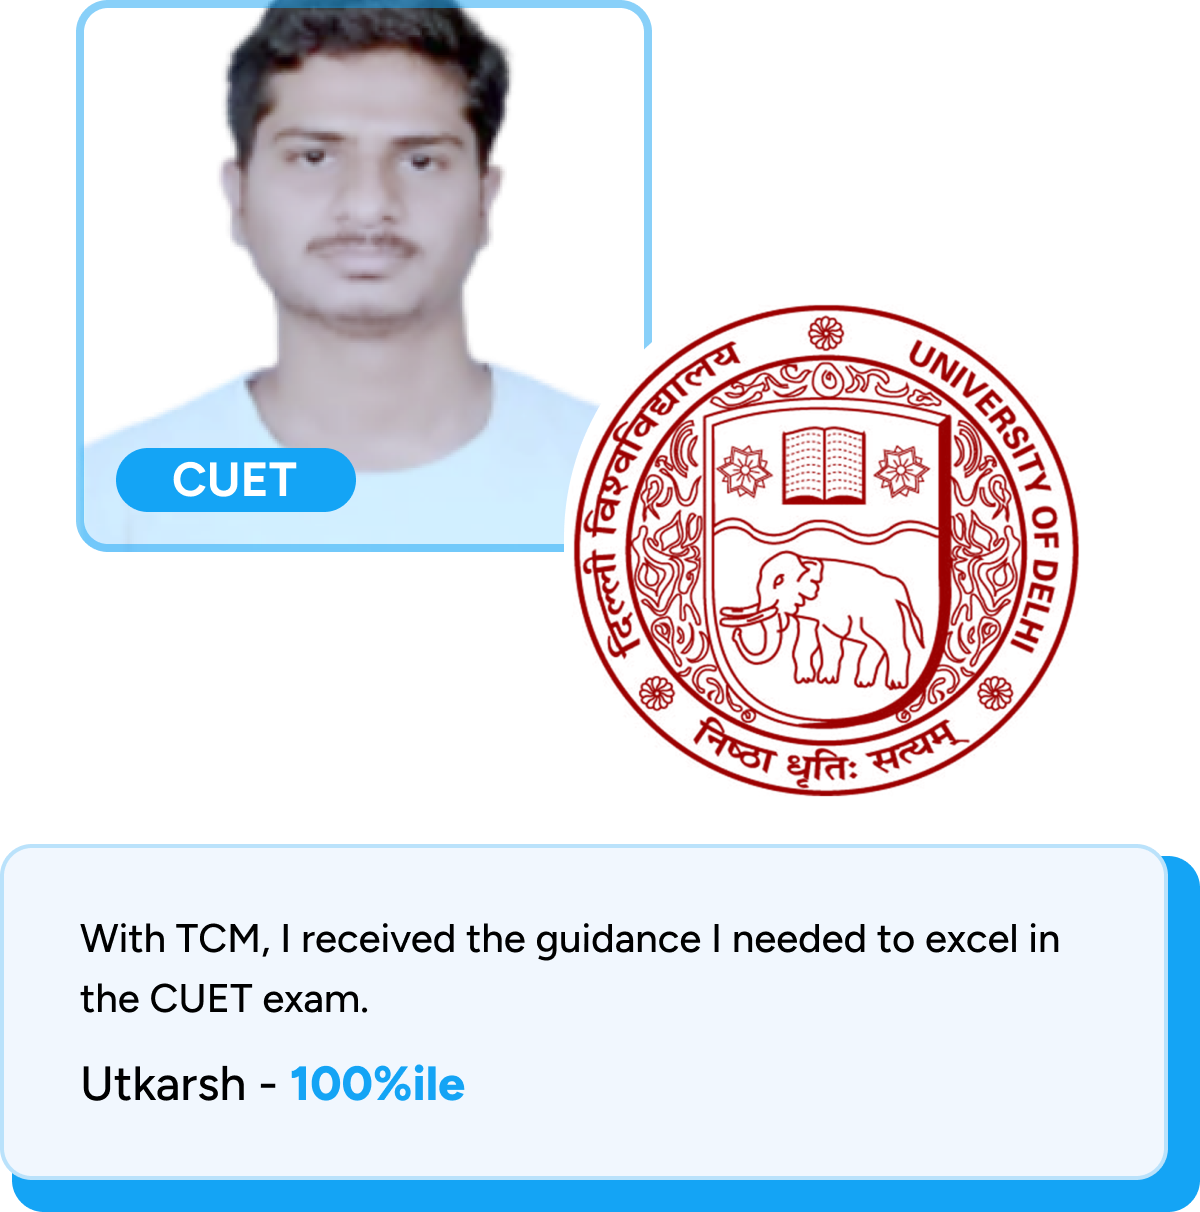 CUET
दिल्ली विश्वविद्यालय
UNIVERSITY OF DELHI
निष्ठा धृतिः सत्यम्
With TCM, I received the guidance I needed to excel in
the CUET exam.
Utkarsh - 100%ile